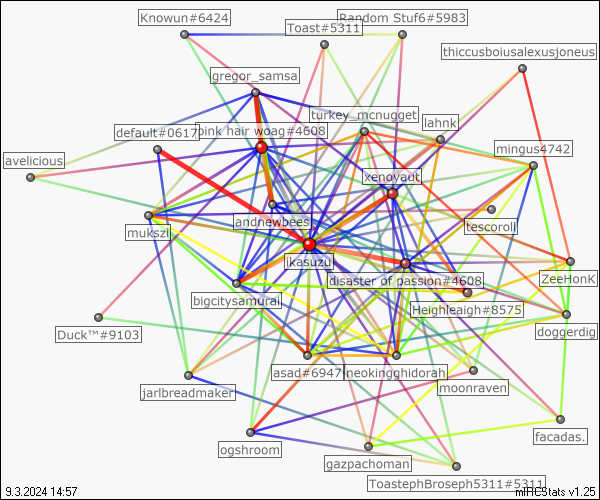 Knowun#6424
Random Stuf6#5983
Toast#5311
thiccusboiusalexusjoneus
gregor_samsa
turkey_mcnugget
lahnk
default#0617
pink hair woag#4608
mingus4742
avelicious
xenoyaut
mukszi
andnewbees
tescoroll
ikasuzu
disaster of passion#4608
ZeeHonK
bigcitysamurai
Heighleaigh#8575
Duck™#9103
doggerdig
asad#6947
neokingghidorah
moonraven
jarlbreadmaker
ogshroom
facadas.
gazpachoman
ToastephBroseph5311#5311
9.3.2024 14:57
mIRCStats v1.25